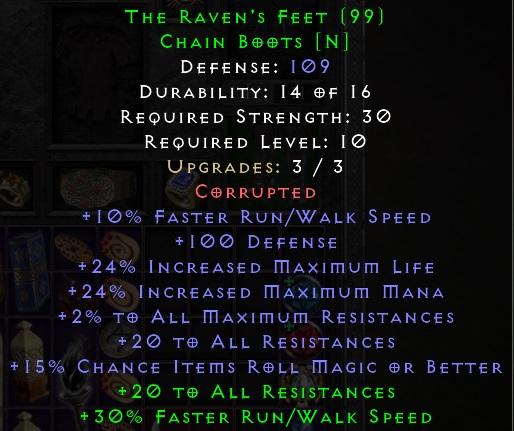 The Raven's Feet (99)
Chain Boots [N]
Defense: 109
Durability: 14 of 16
Required Strength: 30
Required Level: 10
Upgrades: 3 / 3
Corrupted
+10% Faster Run/Walk Speed
+100 Defense
+24% Increased Maximum Life
+24% Increased Maximum Mana
+2% to All Maximum Resistances
+20 to All Resistances
+15% Chance Items Roll Magic or Better
+20 to All Resistances
+30% Faster Run/Walk Speed